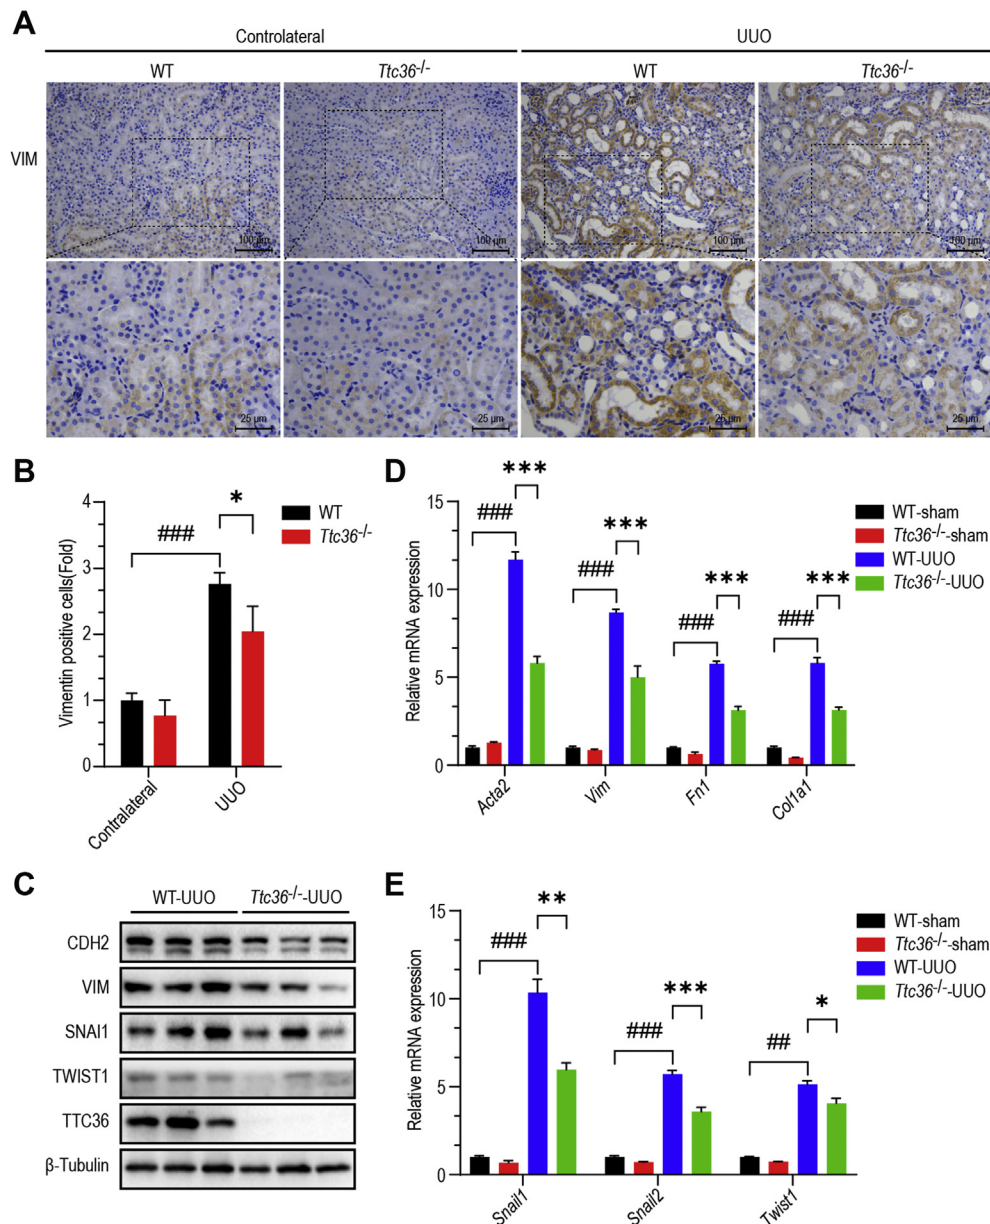 A
Controlateral UUO
WT Ttc36-/- WT Ttc36-/-
VIM
100 μm 100 μm 100 μm 100 μm
25 μm 25 μm 25 μm 25 μm
B
Vimentin positive cells(Fold)
4
3
2
1
0
###
*
WT
Ttc36-/-
Contralateral
UUO
D
Relative mRNA expression
15
10
5
0
### *** ### *** ### *** ### ***
WT-sham
Ttc36-/--sham
WT-UUO
Ttc36-/--UUO
Acta2 Vim Fn1 Col1a1
C
WT-UUO Ttc36-/--UUO
CDH2
VIM
SNAI1
TWIST1
TTC36
β-Tubulin
E
Relative mRNA expression
15
10
5
0
### ** ### *** ## *
WT-sham
Ttc36-/--sham
WT-UUO
Ttc36-/--UUO
Snail1 Snail2 Twist1